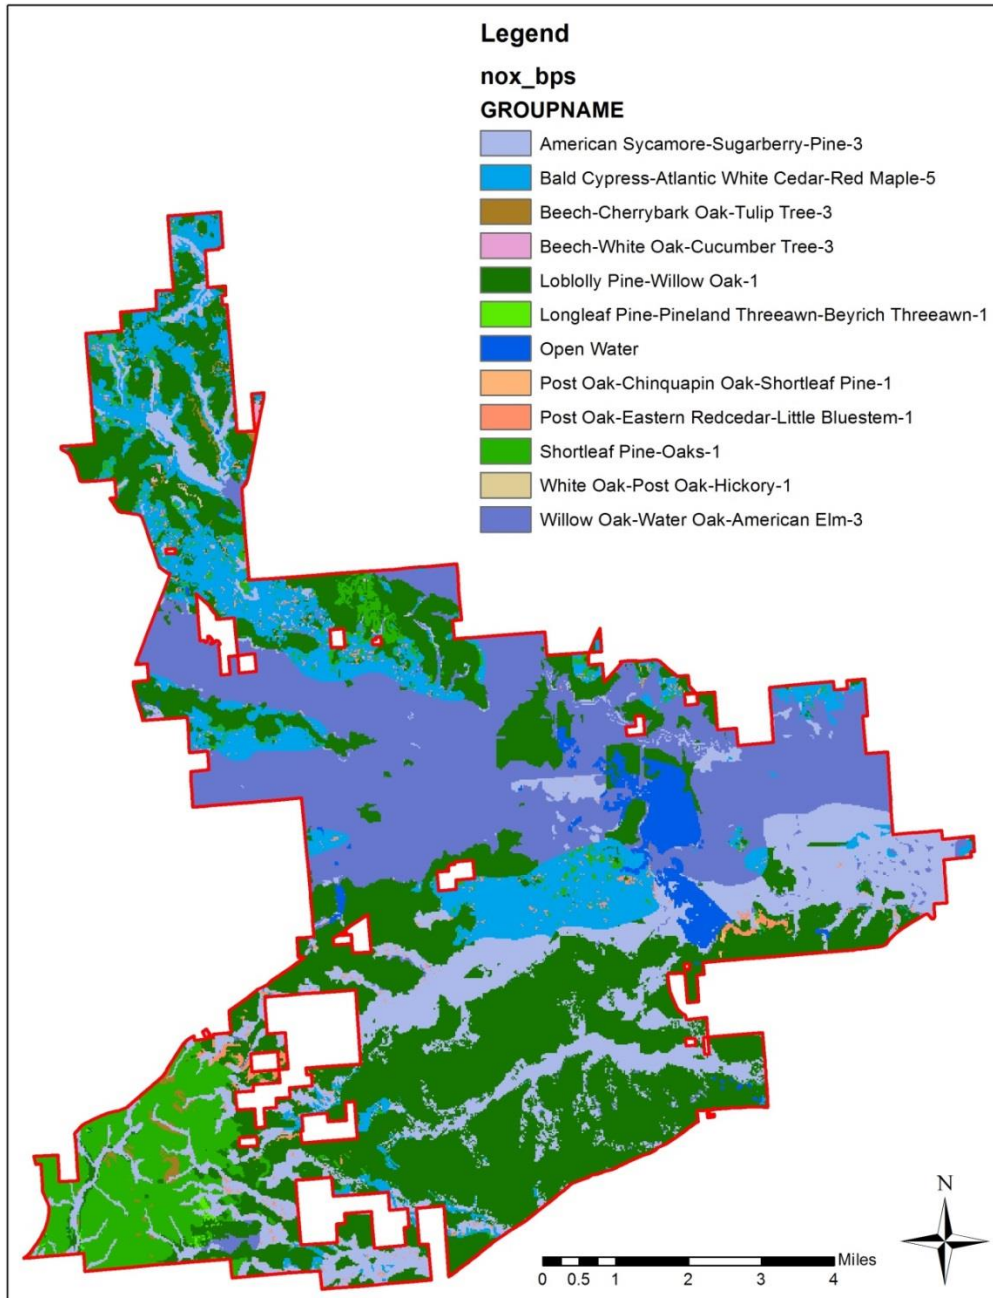 Legend
nox_bps
GROUPNAME
American Sycamore-Sugarberry-Pine-3
Bald Cypress-Atlantic White Cedar-Red Maple-5
Beech-Cherrybark Oak-Tulip Tree-3
Beech-White Oak-Cucumber Tree-3
Loblolly Pine-Willow Oak-1
Longleaf Pine-Pineland Threeawn-Beyrich Threeawn-1
Open Water
Post Oak-Chinquapin Oak-Shortleaf Pine-1
Post Oak-Eastern Redcedar-Little Bluestem-1
Shortleaf Pine-Oaks-1
White Oak-Post Oak-Hickory-1
Willow Oak-Water Oak-American Elm-3
N
Miles
0 0.5 1 2 3 4